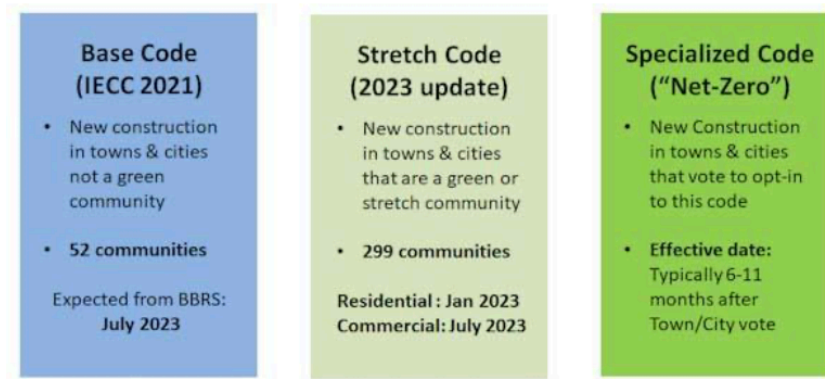 Base Code
(IECC 2021)
• New construction
in towns & cities
not a green
community
• 52 communities
Expected from BBRS:
July 2023
Stretch Code
(2023 update)
• New construction
in towns & cities
that are a green or
stretch community
• 299 communities
Residential : Jan 2023
Commercial: July 2023
Specialized Code
(“Net-Zero”)
• New Construction
in towns & cities
that vote to opt-in
to this code
• Effective date:
Typically 6-11
months after
Town/City vote